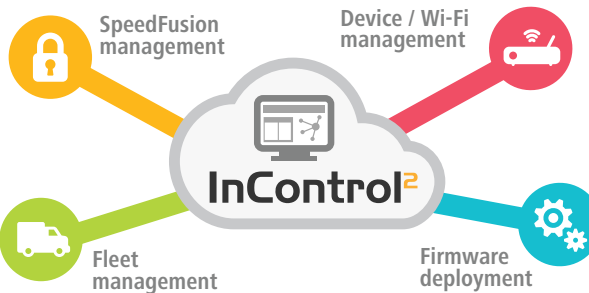 SpeedFusion
management
Device / Wi-Fi
management
InControl²
Fleet
management
Firmware
deployment